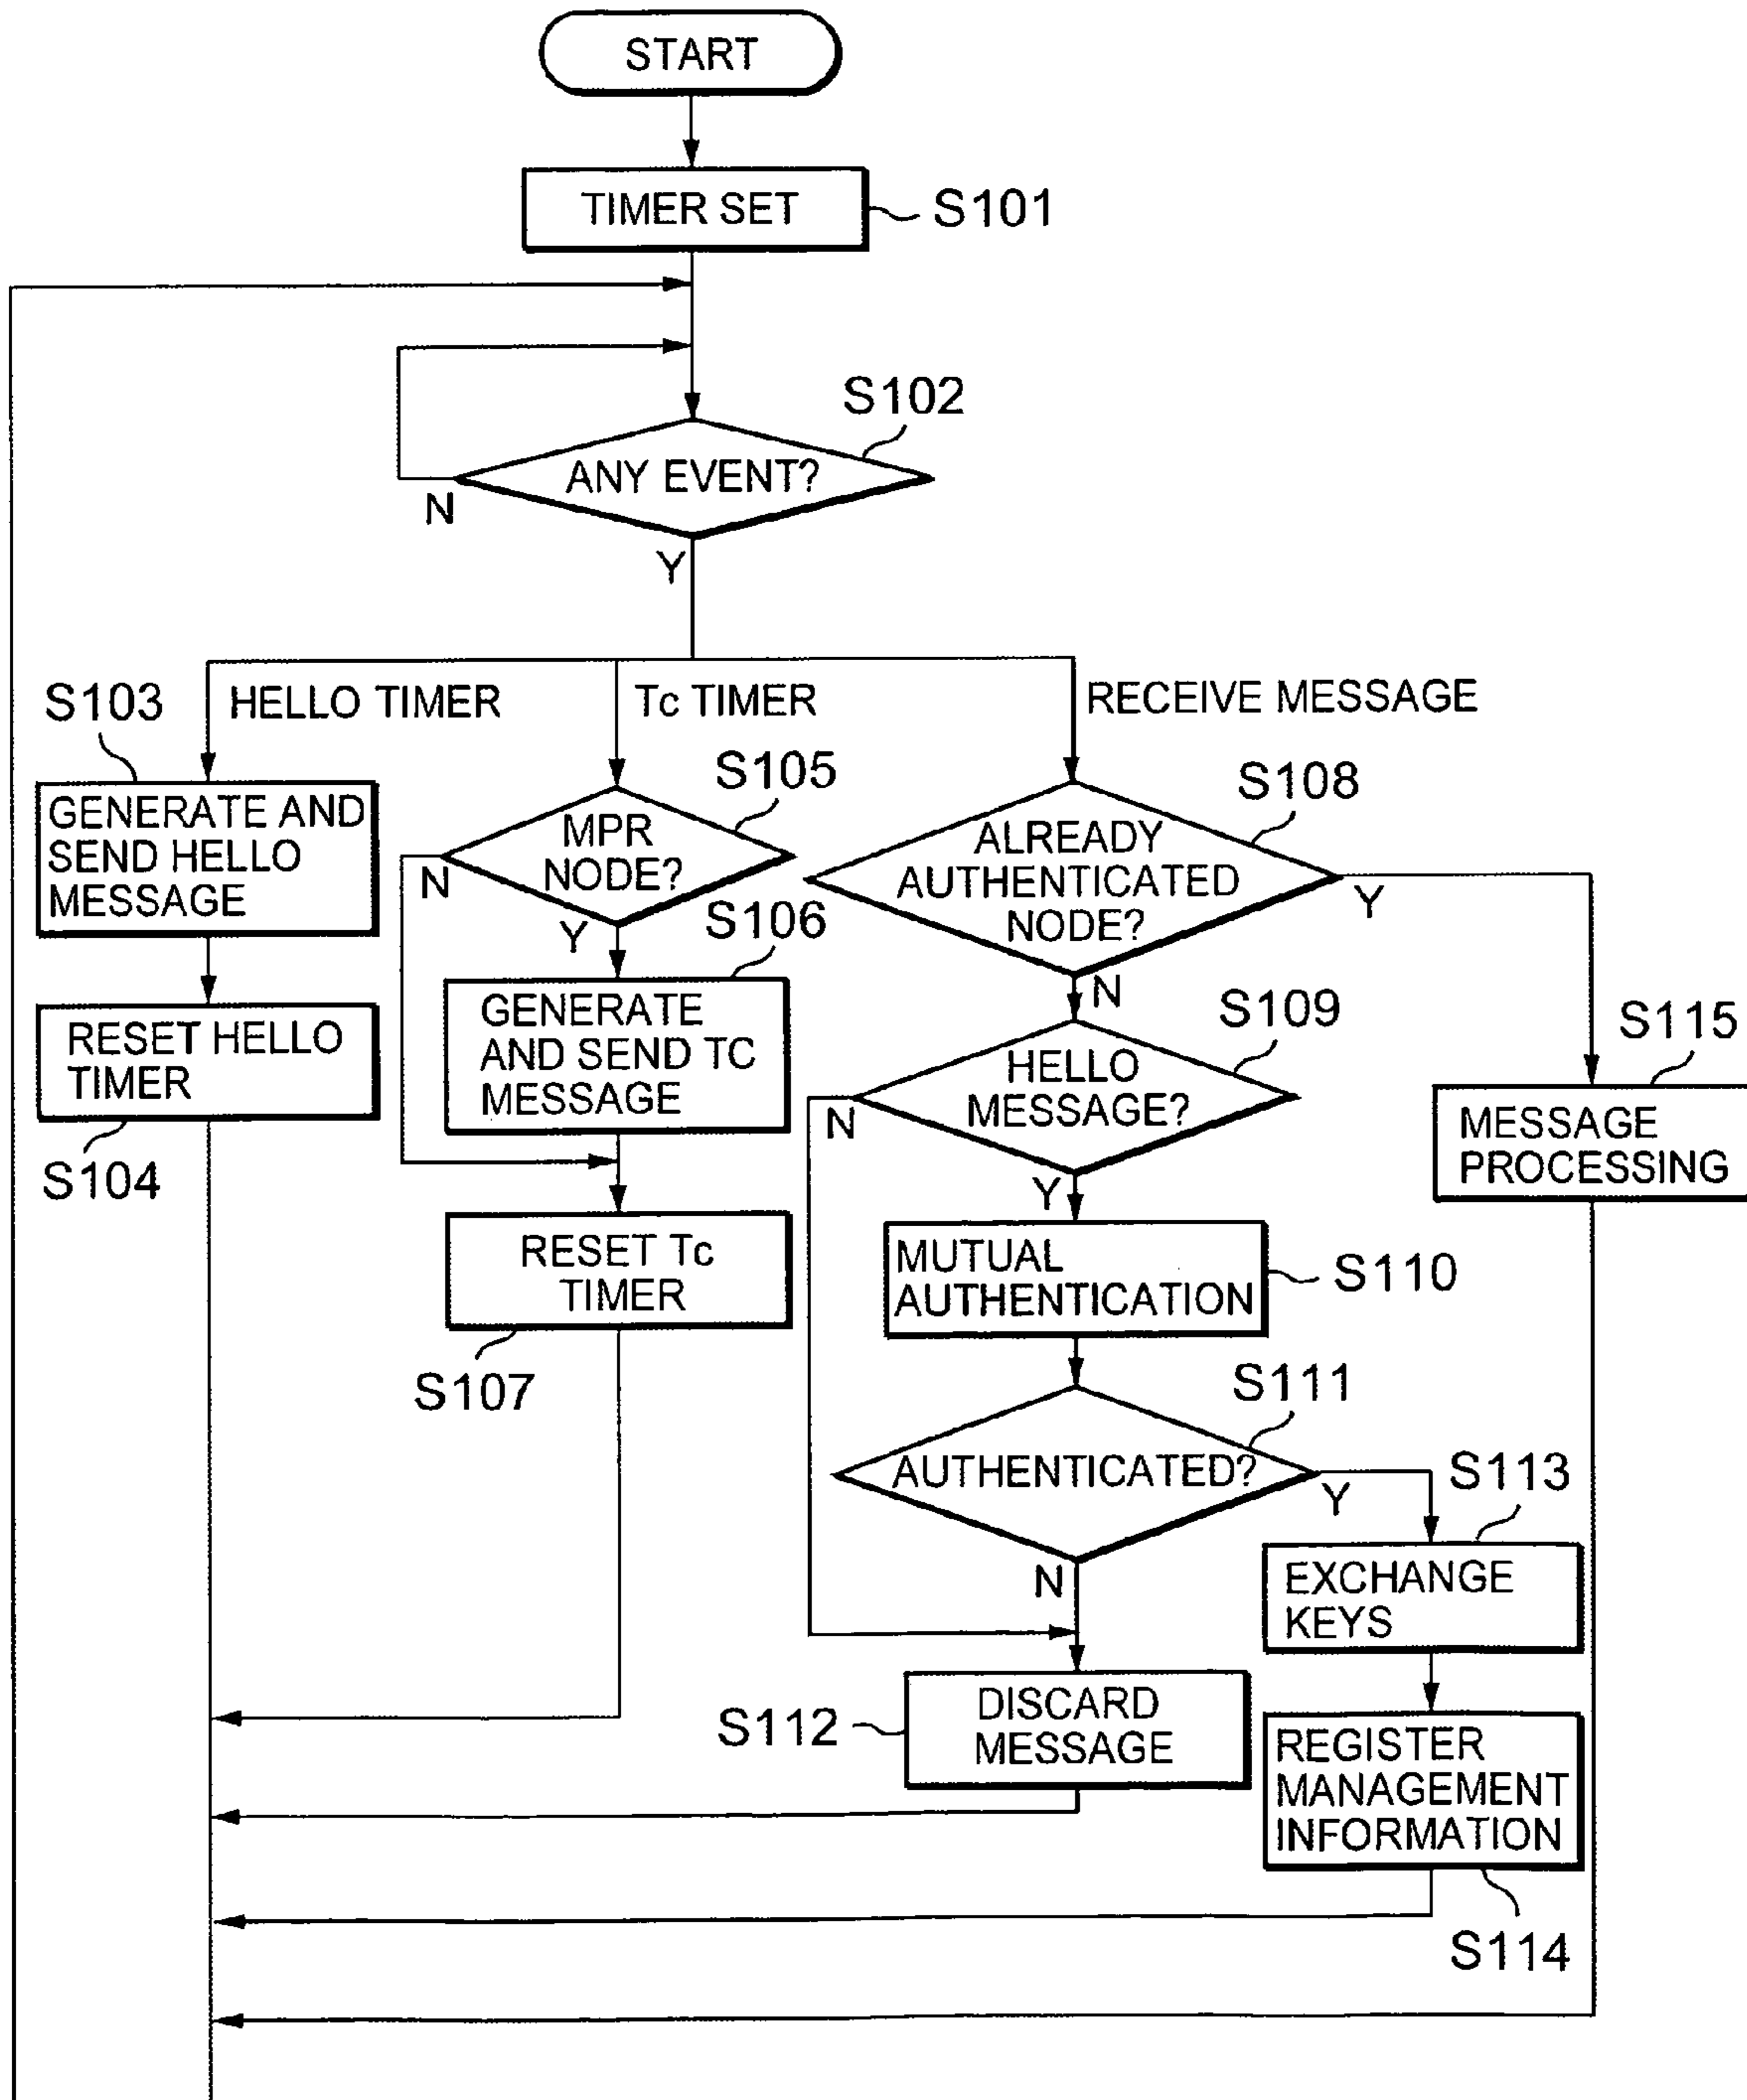 START
TIMER SET
S101
S102
ANY EVENT?
N
Y
S103
HELLO TIMER
Tc TIMER
RECEIVE MESSAGE
GENERATE AND
SEND HELLO
MESSAGE
RESET HELLO
TIMER
S104
S105
MPR
NODE?
N
Y
S106
GENERATE
AND SEND TC
MESSAGE
RESET Tc
TIMER
S107
S108
ALREADY
AUTHENTICATED
NODE?
Y
N
S109
HELLO
MESSAGE?
N
Y
S115
MESSAGE
PROCESSING
MUTUAL
AUTHENTICATION
S110
S111
AUTHENTICATED?
Y
N
S113
EXCHANGE
KEYS
S112
DISCARD
MESSAGE
REGISTER
MANAGEMENT
INFORMATION
S114